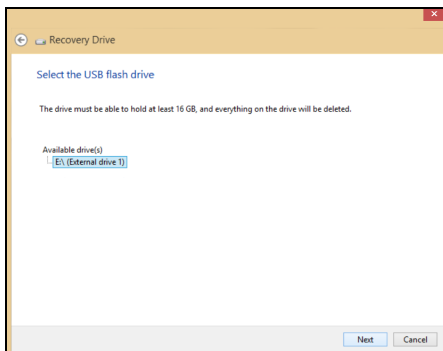 Recovery Drive
Select the USB flash drive
The drive must be able to hold at least 16 GB, and everything on the drive will be deleted.
Available drive(s)
E:\ (External drive 1)
Next Cancel